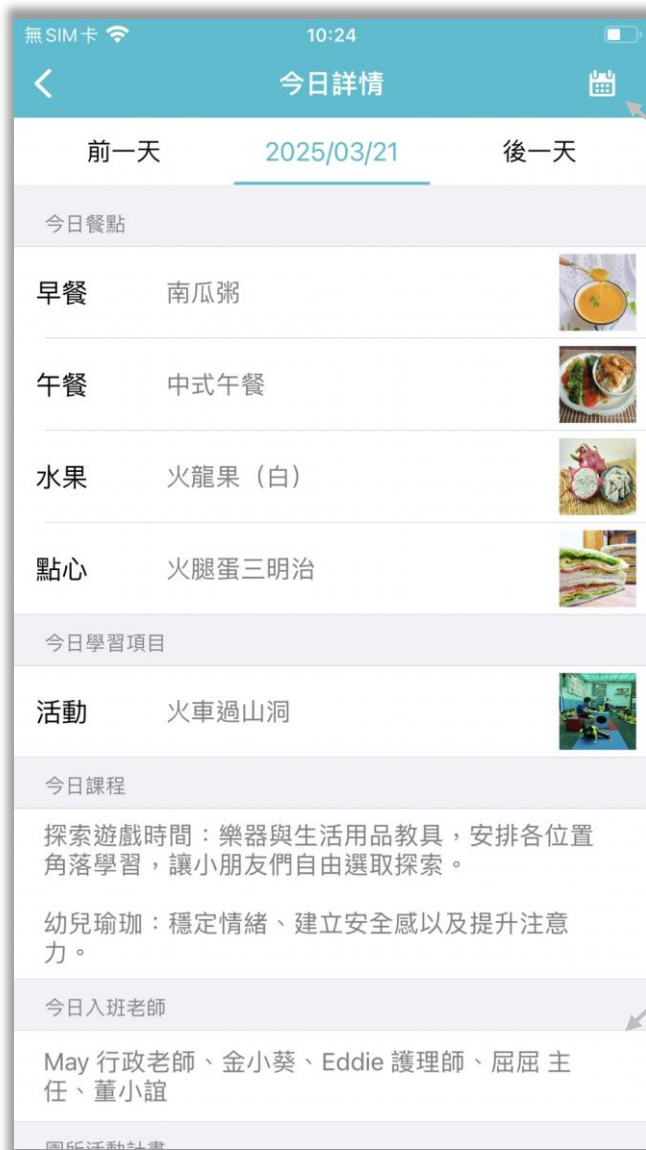 無SIM卡
10:24
今日詳情
前一天
2025/03/21
後一天
今日餐點
早餐 南瓜粥
午餐 中式午餐
水果 火龍果（白）
點心 火腿蛋三明治
今日學習項目
活動 火車過山洞
今日課程
探索遊戲時間：樂器與生活用品教具，安排各位置
角落學習，讓小朋友們自由選取探索。
幼兒瑜珈：穩定情緒、建立安全感以及提升注意
力。
今日入班老師
May 行政老師、金小葵、Eddie 護理師、屈屈 主
任、董小誼